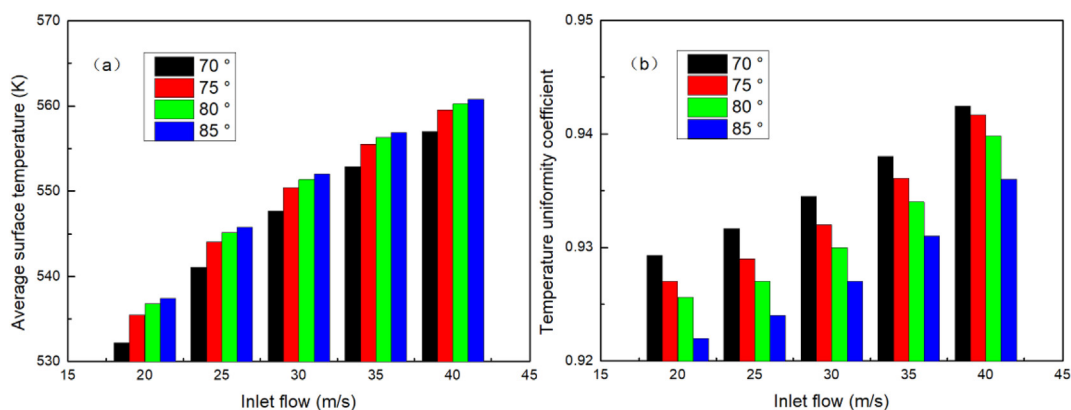 570
560
550
540
530
Average surface temperature (K)
（a）
70 °
75 °
80 °
85 °
15 20 25 30 35 40 45
Inlet flow (m/s)
0.95
0.94
0.93
0.92
Temperature uniformity coefficient
（b）
70 °
75 °
80 °
85 °
15 20 25 30 35 40 45
Inlet flow (m/s)